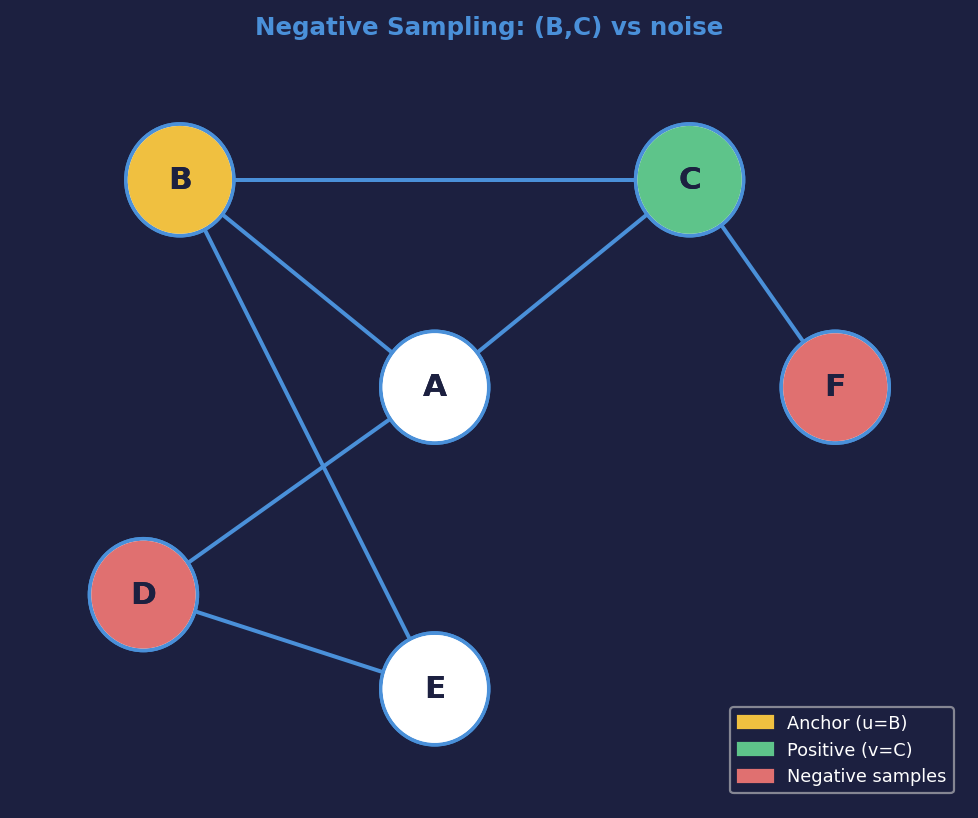 Negative Sampling: (B,C) vs noise
B
C
A
F
D
E
Anchor (u=B)
Positive (v=C)
Negative samples